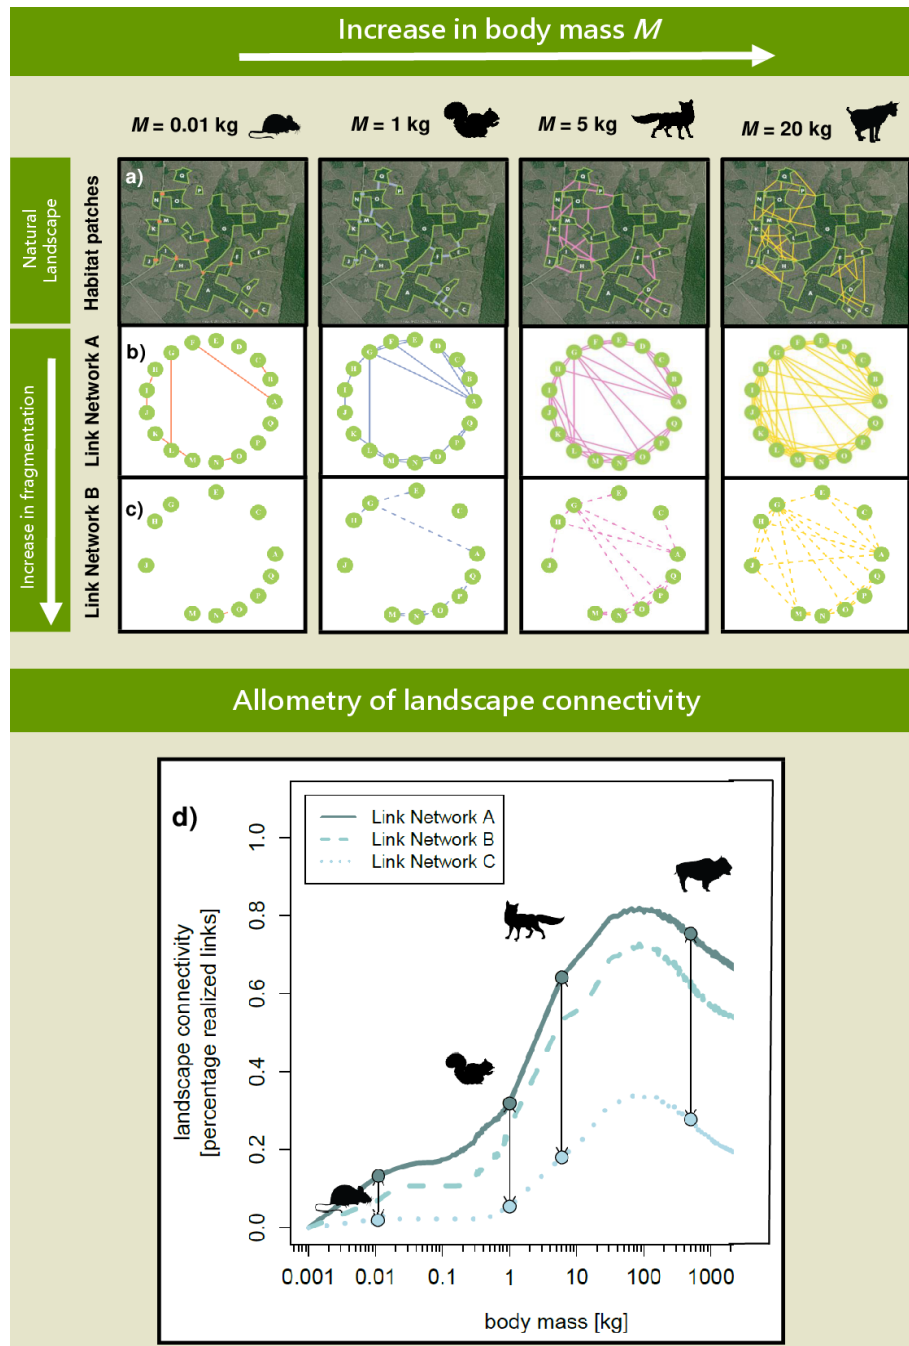 Increase in body mass M
M = 0.01 kg
M = 1 kg
M = 5 kg
M = 20 kg
Natural
Landscape
Habitat patches
a)
Increase in fragmentation
Link Network A
b)
A
B
C
D
E
F
G
H
I
J
K
L
M
N
O
P
Q
A
B
C
D
E
F
G
H
I
J
K
L
M
N
O
P
Q
A
B
C
D
E
F
G
H
I
J
K
L
M
N
O
P
Q
A
B
C
D
E
F
G
H
I
J
K
L
M
N
O
P
Q
Link Network B
c)
A
C
E
G
H
J
M
N
O
P
Q
A
C
E
G
H
J
M
N
O
P
Q
A
C
E
G
H
J
M
N
O
P
Q
A
C
E
G
H
J
M
N
O
P
Q
Allometry of landscape connectivity
d)
Link Network A
Link Network B
Link Network C
landscape connectivity
[percentage realized links]
1.0
0.8
0.6
0.4
0.2
0.0
0.001 0.01 0.1 1 10 100 1000
body mass [kg]